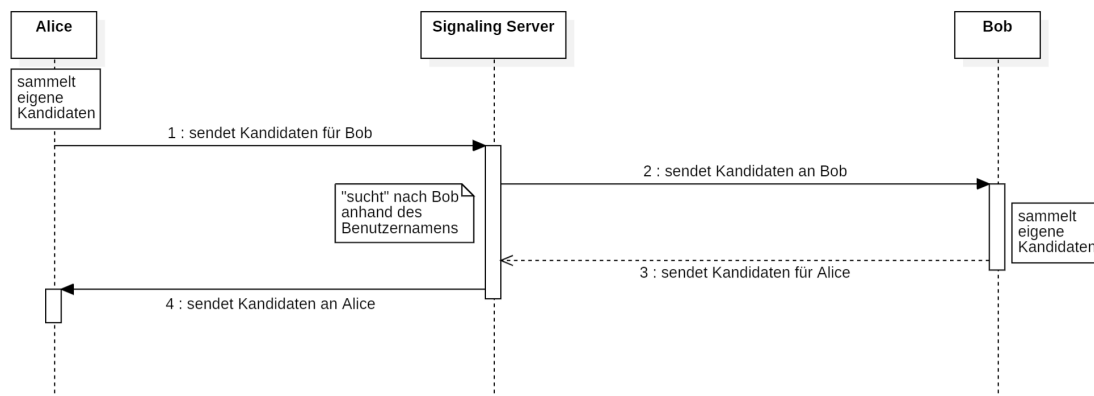 Alice
Signaling Server
Bob
sammelt
eigene
Kandidaten
1 : sendet Kandidaten für Bob
2 : sendet Kandidaten an Bob
"sucht" nach Bob
anhand des
Benutzernamens
sammelt
eigene
Kandidaten
3 : sendet Kandidaten für Alice
4 : sendet Kandidaten an Alice